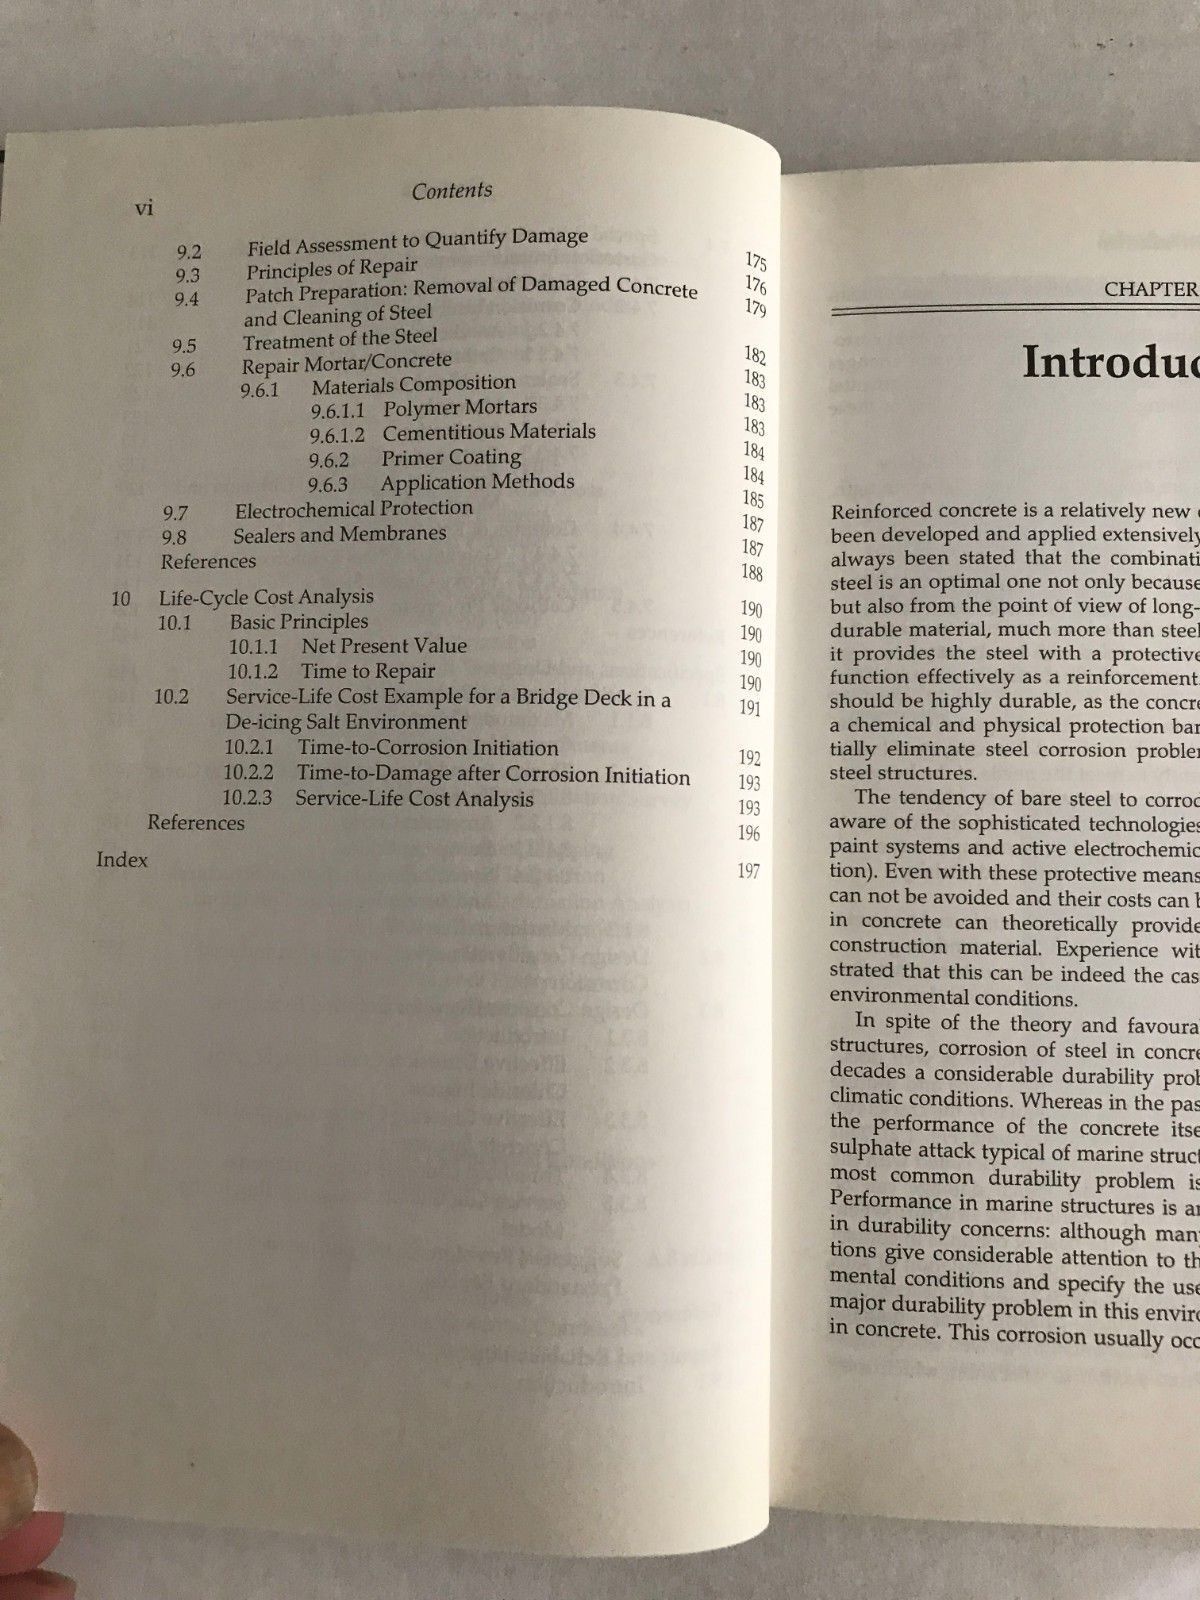 vi Contents
9.2 Field Assessment to Quantify Damage 175
9.3 Principles of Repair 176
9.4 Patch Preparation: Removal of Damaged Concrete 179
and Cleaning of Steel
9.5 Treatment of the Steel 182
9.6 Repair Mortar/Concrete 183
9.6.1 Materials Composition 183
9.6.1.1 Polymer Mortars 183
9.6.1.2 Cementitious Materials 184
9.6.2 Primer Coating 184
9.6.3 Application Methods 185
9.7 Electrochemical Protection 187
9.8 Sealers and Membranes 187
References 188
10 Life-Cycle Cost Analysis 190
10.1 Basic Principles 190
10.1.1 Net Present Value 190
10.1.2 Time to Repair 190
10.2 Service-Life Cost Example for a Bridge Deck in a 191
De-icing Salt Environment
10.2.1 Time-to-Corrosion Initiation 192
10.2.2 Time-to-Damage after Corrosion Initiation 193
10.2.3 Service-Life Cost Analysis 193
References 196
Index 197
CHAPTER
Introduc
Reinforced concrete is a relatively new
been developed and applied extensively
always been stated that the combinati
steel is an optimal one not only because
but also from the point of view of long-
durable material, much more than steel
it provides the steel with a protective
function effectively as a reinforcement.
should be highly durable, as the concre
a chemical and physical protection bar
tially eliminate steel corrosion problem
steel structures.
The tendency of bare steel to corrod
aware of the sophisticated technologies
paint systems and active electrochemic
tion). Even with these protective means
can not be avoided and their costs can b
in concrete can theoretically provide
construction material. Experience wit
strated that this can be indeed the cas
environmental conditions.
In spite of the theory and favoural
structures, corrosion of steel in concre
decades a considerable durability prob
climatic conditions. Whereas in the pas
the performance of the concrete itse
sulphate attack typical of marine struct
most common durability problem is
Performance in marine structures is an
in durability concerns: although many
tions give considerable attention to th
mental conditions and specify the use
major durability problem in this enviro
in concrete. This corrosion usually occ